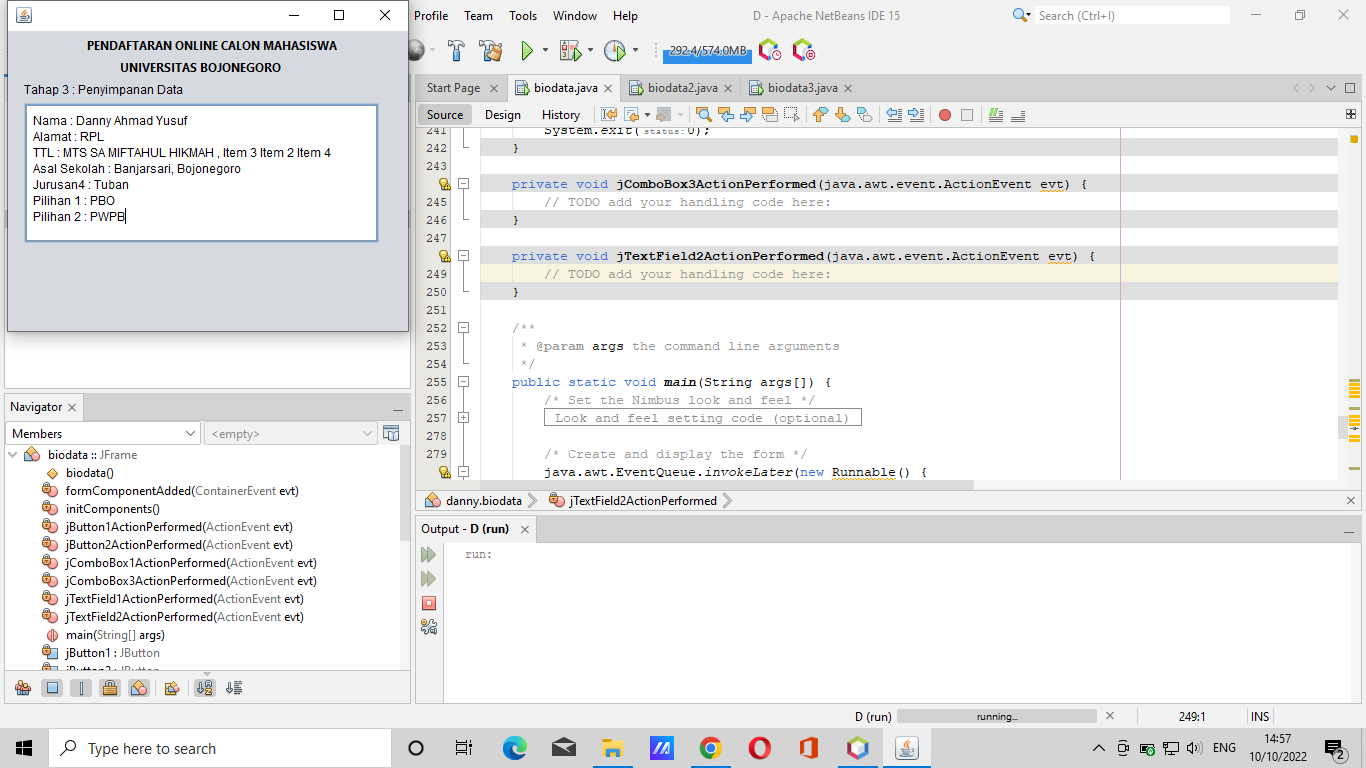 Profile Team Tools Window Help
D - Apache NetBeans IDE 15
Search (Ctrl+I)
PENDAFTARAN ONLINE CALON MAHASISWA
UNIVERSITAS BOJONEGORO
Tahap 3 : Penyimpanan Data
Nama : Danny Ahmad Yusuf
Alamat : RPL
TTL : MTS SA MIFTAHUL HIKMAH , Item 3 Item 2 Item 4
Asal Sekolah : Banjarsari, Bojonegoro
Jurusan4 : Tuban
Pilihan 1 : PBO
Pilihan 2 : PWPB
292.4/574.0MB
Start Page biodata.java biodata2.java biodata3.java
Source Design History
241 System.exit( status: 0);
242 }
243
private void jComboBox3ActionPerformed(java.awt.event.ActionEvent evt) {
245 // TODO add your handling code here:
246 }
247
private void jTextField2ActionPerformed(java.awt.event.ActionEvent evt) {
249 // TODO add your handling code here:
250 }
251
252 /**
253 * @param args the command line arguments
254 */
255 public static void main(String args[]) {
256 /* Set the Nimbus look and feel */
257 Look and feel setting code (optional)
278
279 /* Create and display the form */
java.awt.EventQueue.invokeLater(new Runnable() {
danny.biodata jTextField2ActionPerformed
Navigator
Members <empty>
biodata :: JFrame
biodata()
formComponentAdded(ContainerEvent evt)
initComponents()
jButton1ActionPerformed(ActionEvent evt)
jButton2ActionPerformed(ActionEvent evt)
jComboBox1ActionPerformed(ActionEvent evt)
jComboBox3ActionPerformed(ActionEvent evt)
jTextField1ActionPerformed(ActionEvent evt)
jTextField2ActionPerformed(ActionEvent evt)
main(String[] args)
jButton1 : JButton
Output - D (run)
run:
D (run) running... 249:1 INS
Type here to search
ENG
14:57
10/10/2022
2